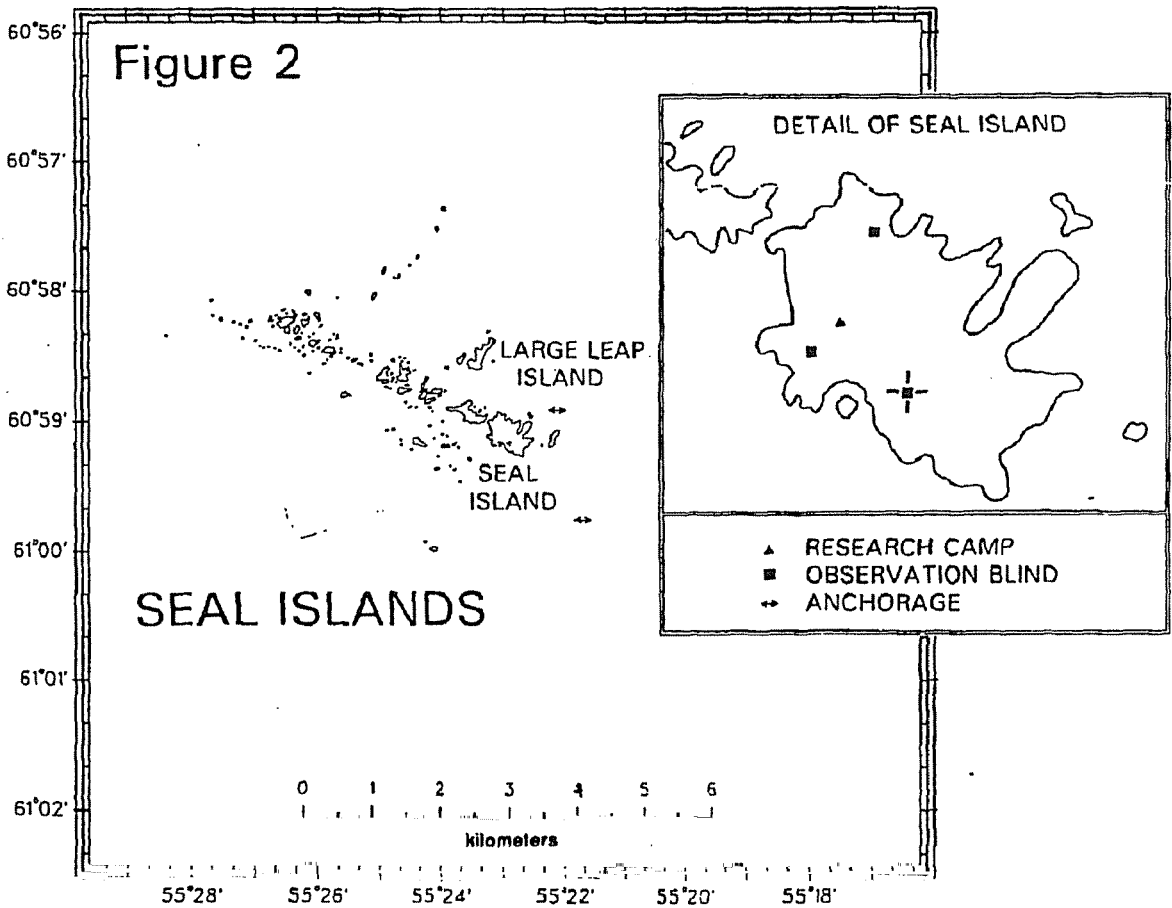 Figure 2
60°56'
60°57'
60°58'
60°59'
61°00'
61°01'
61°02'
LARGE LEAP
ISLAND
SEAL
ISLAND
SEAL ISLANDS
0 1 2 3 4 5 6
kilometers
55°28' 55°26' 55°24' 55°22' 55°20' 55°18'
DETAIL OF SEAL ISLAND
RESEARCH CAMP
OBSERVATION BLIND
ANCHORAGE